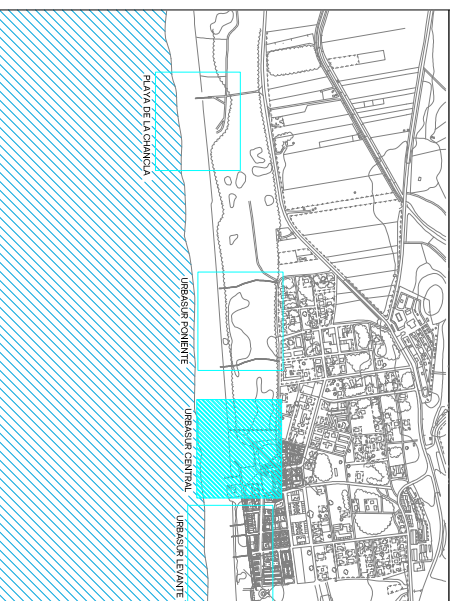 PLAYA DE LA CHANCLA
URBASUR PONIENTE
URBASUR CENTRAL
URBASUR LEVANTE